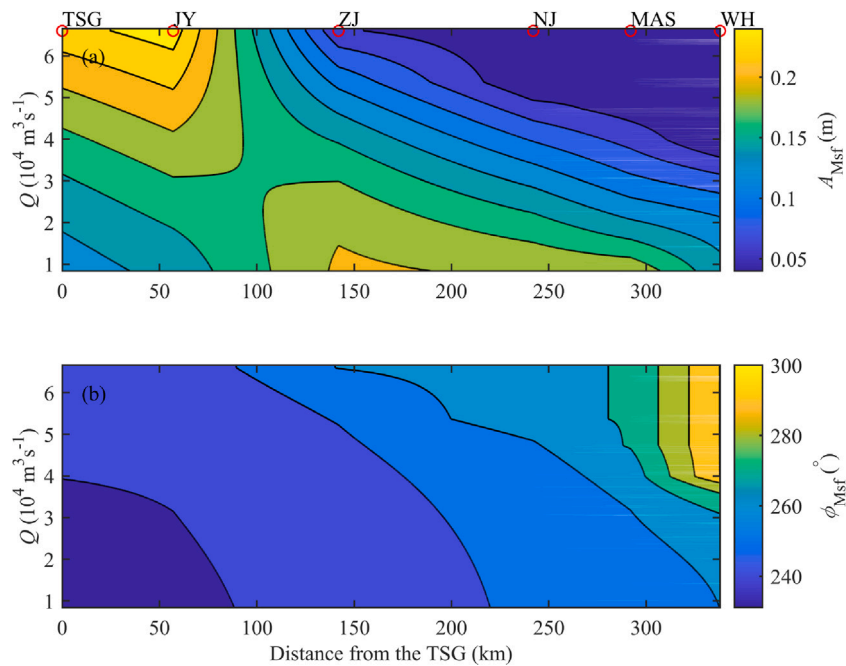 TSG JY ZJ NJ MAS WH
(a)
6
5
4
3
2
1
Q (10⁴ m³ s⁻¹)
0 50 100 150 200 250 300
0.2
0.15
0.1
0.05
A_Msf (m)
(b)
6
5
4
3
2
1
Q (10⁴ m³ s⁻¹)
0 50 100 150 200 250 300
Distance from the TSG (km)
300
280
260
240
ϕ_Msf (°)